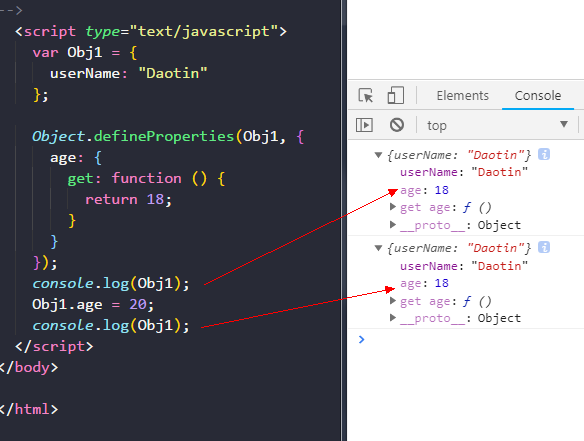 -->
<script type="text/javascript">
var Obj1 = {
userName: "Daotin"
};
Object.defineProperties(Obj1, {
age: {
get: function () {
return 18;
}
}
});
console.log(Obj1);
Obj1.age = 20;
console.log(Obj1);
</script>
</body>
</html>
Elements Console
top
{userName: "Daotin"} i
userName: "Daotin"
age: 18
get age: ƒ ()
__proto__: Object
{userName: "Daotin"} i
userName: "Daotin"
age: 18
get age: ƒ ()
__proto__: Object
>